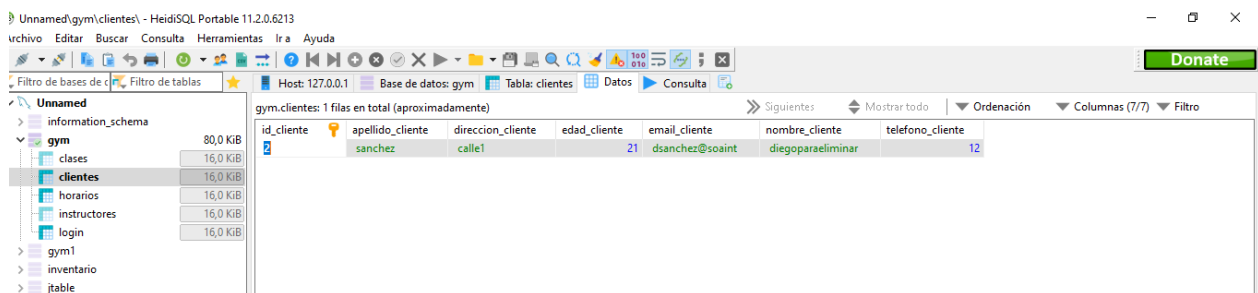 Unnamed\gym\clientes\ - HeidiSQL Portable 11.2.0.6213
Archivo Editar Buscar Consulta Herramientas Ir a Ayuda
Donate
Filtro de bases de Filtro de tablas
Host: 127.0.0.1 Base de datos: gym Tabla: clientes Datos Consulta
Unnamed
gym.clientes: 1 filas en total (aproximadamente) Siguientes Mostrar todo Ordenación Columnas (7/7) Filtro
information_schema
id_cliente apellido_cliente direccion_cliente edad_cliente email_cliente nombre_cliente telefono_cliente
gym 80,0 KiB
2 sanchez calle1 21 dsanchez@soaint diegoparaeliminar 12
clases 16,0 KiB
clientes 16,0 KiB
horarios 16,0 KiB
instructores 16,0 KiB
login 16,0 KiB
gym1
inventario
jtable